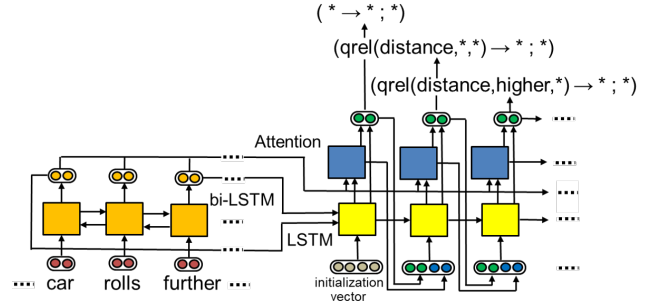 ( * → * ; *)
(qrel(distance,*,*) → * ; *)
(qrel(distance,higher,*) → * ; *)
Attention
bi-LSTM
LSTM
car rolls further
initialization
vector